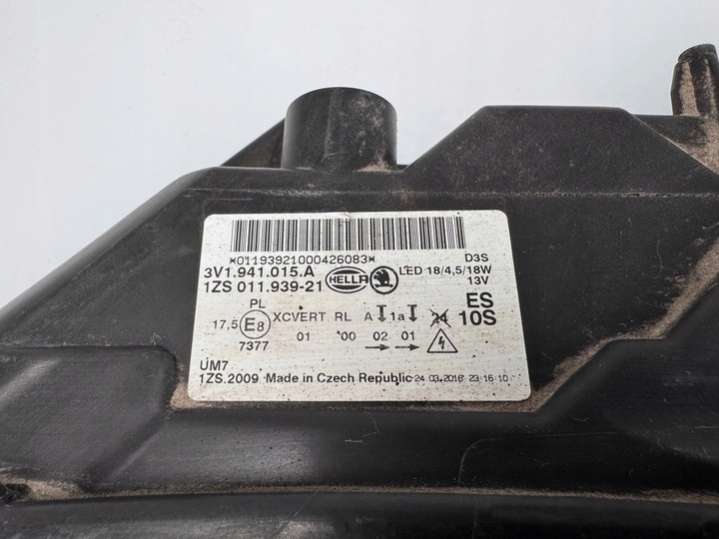 *01193921000426083*
3V1.941.015.A HELLA LED 18/4,5/18W D3S
1ZS 011.939-21 13V
PL ES
17,5 E8 XCVERT RL A 1a 24 10S
7377 01 00 02 01
UM7
1ZS.2009 Made in Czech Republic 24 03.2016 23 16 10